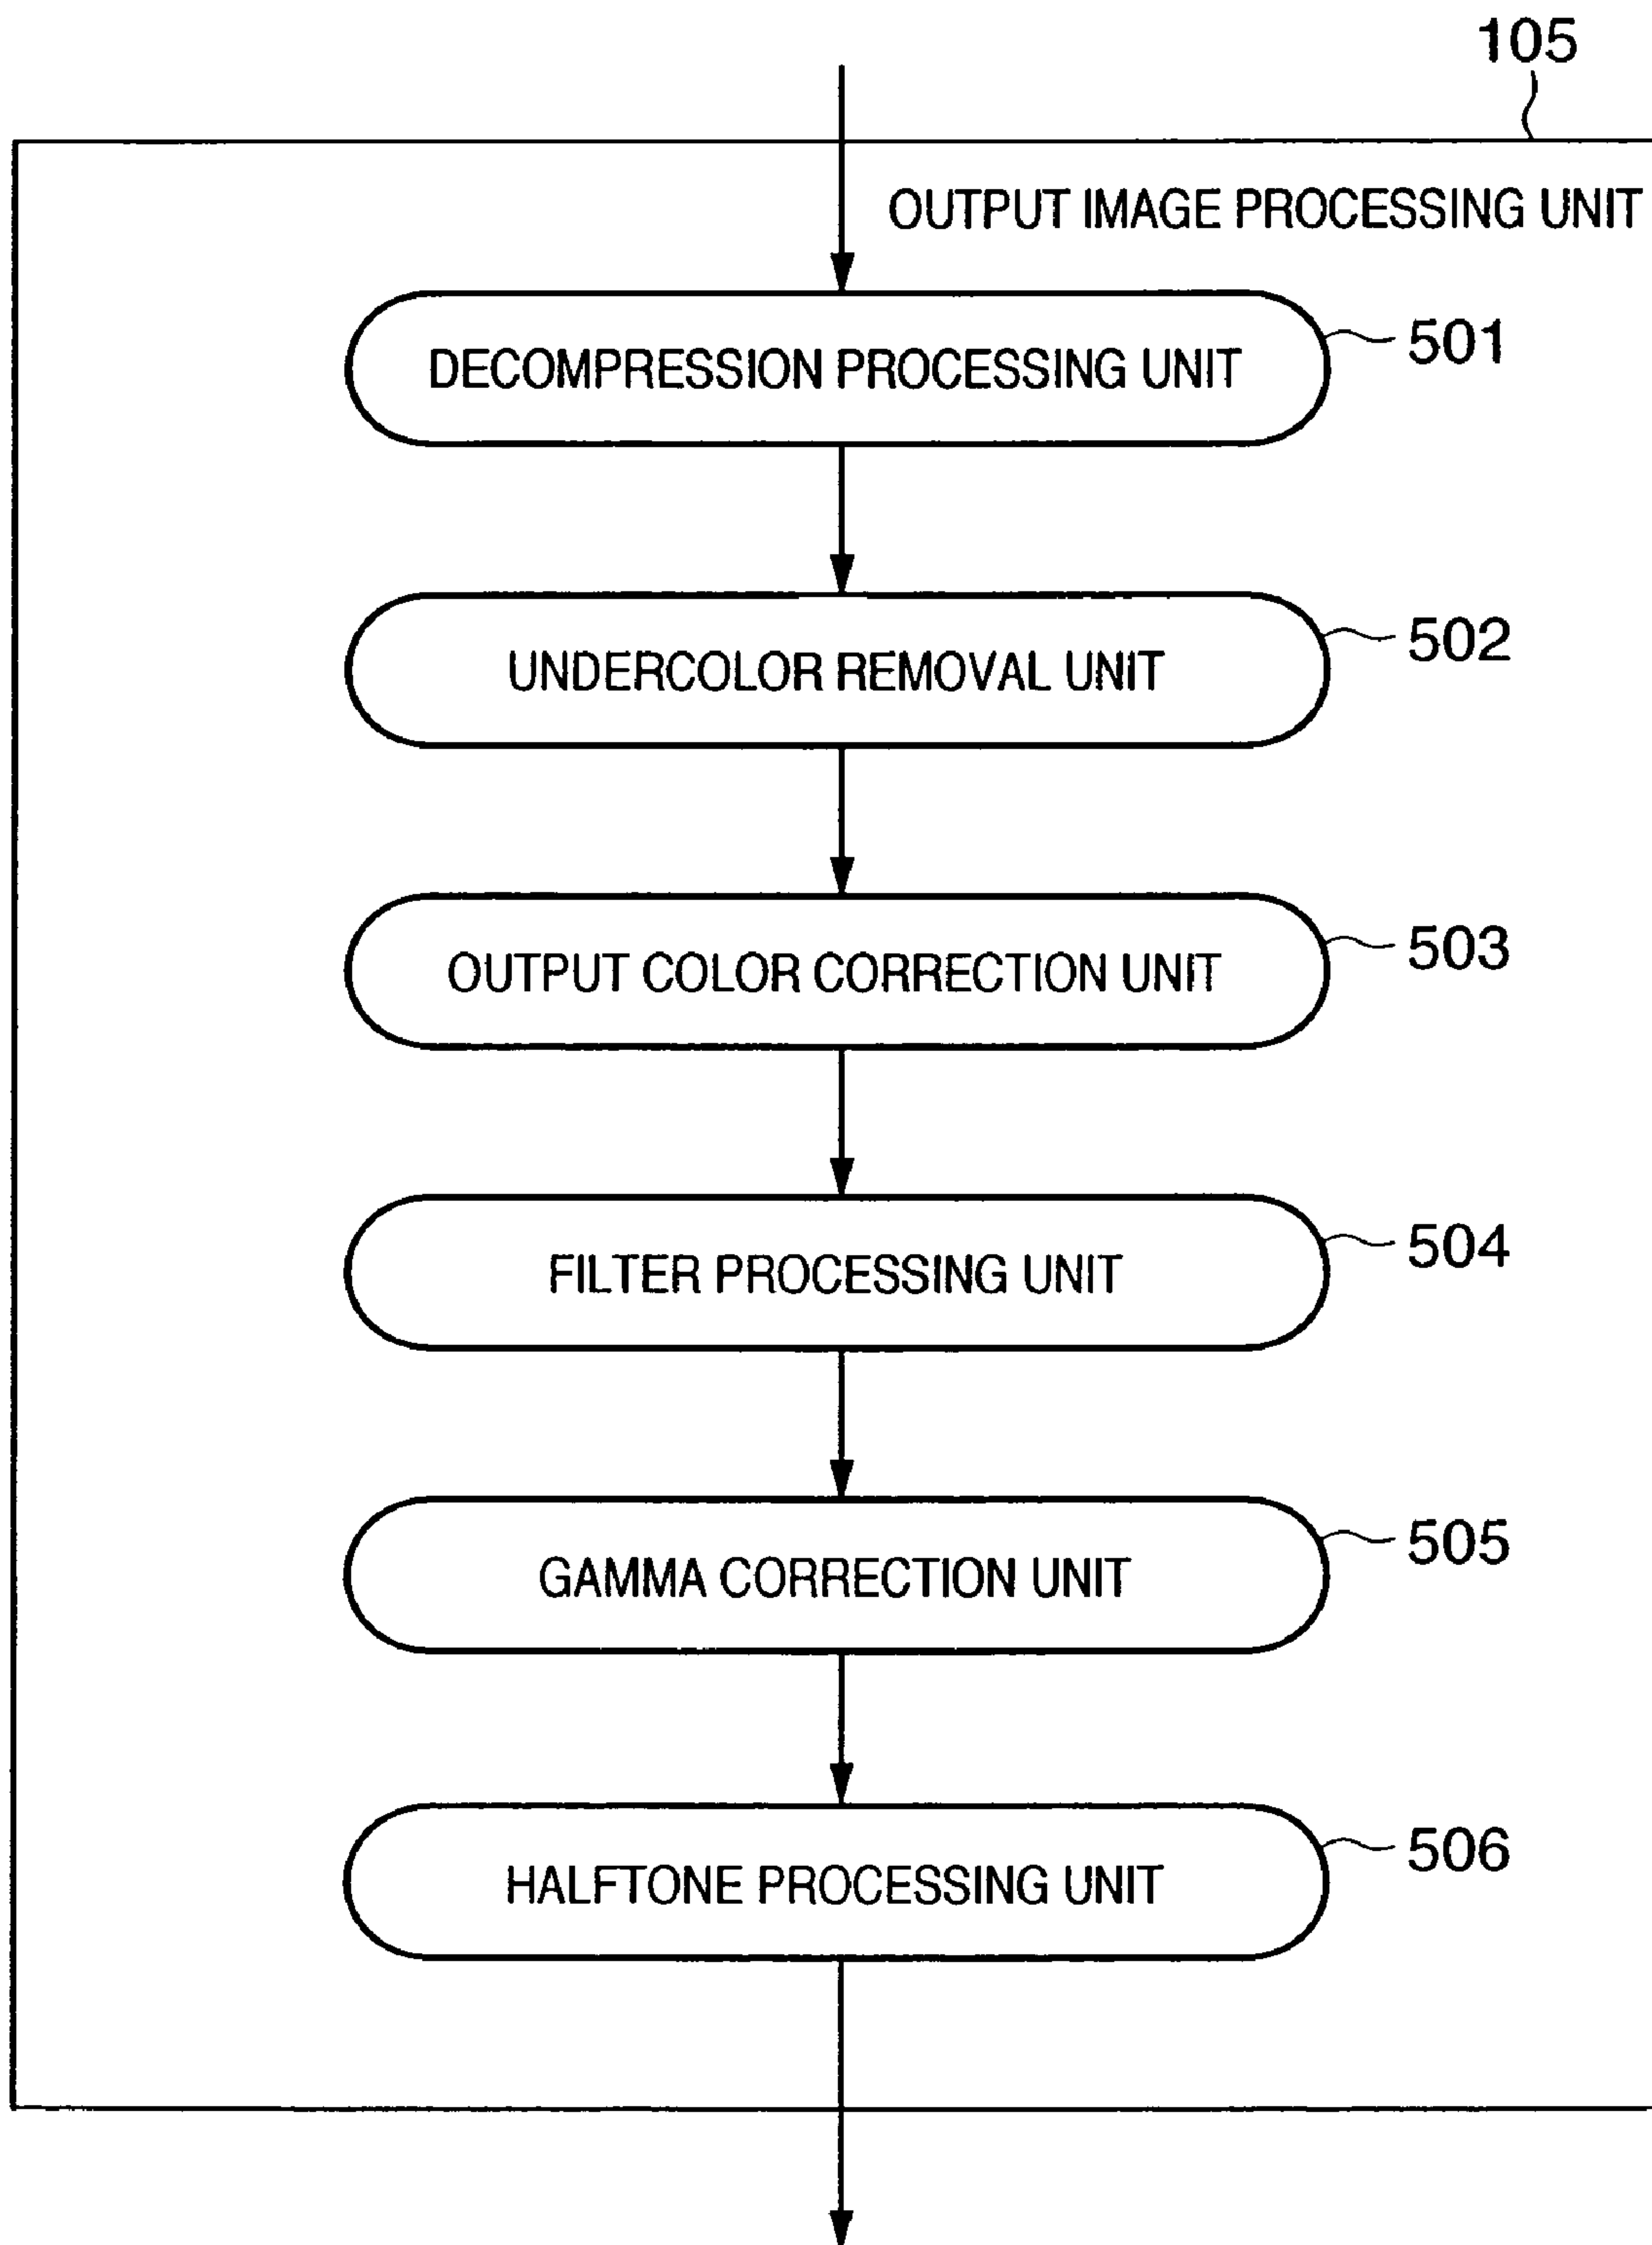 105
OUTPUT IMAGE PROCESSING UNIT
DECOMPRESSION PROCESSING UNIT
501
UNDERCOLOR REMOVAL UNIT
502
OUTPUT COLOR CORRECTION UNIT
503
FILTER PROCESSING UNIT
504
GAMMA CORRECTION UNIT
505
HALFTONE PROCESSING UNIT
506